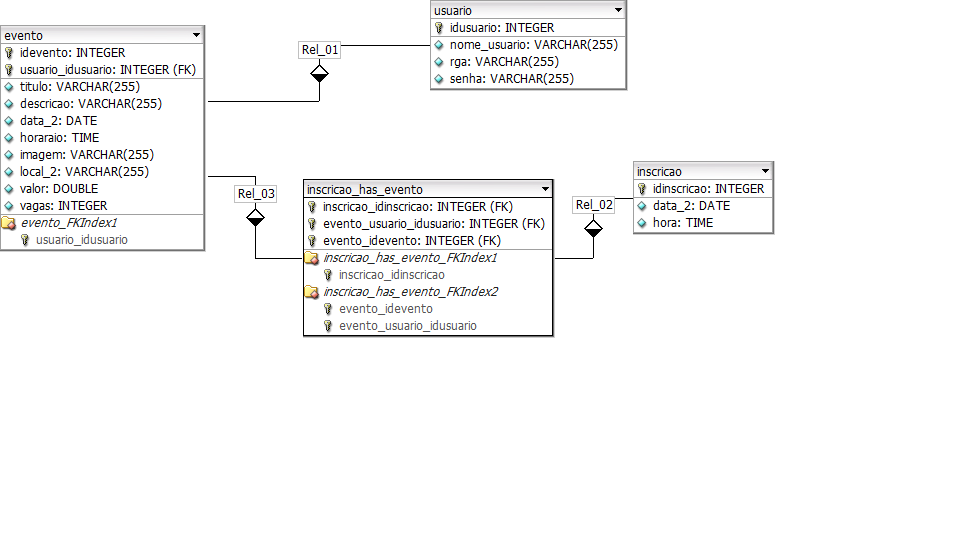 usuario
idusuario: INTEGER
nome_usuario: VARCHAR(255)
rga: VARCHAR(255)
senha: VARCHAR(255)
evento
idevento: INTEGER
usuario_idusuario: INTEGER (FK)
titulo: VARCHAR(255)
descricao: VARCHAR(255)
data_2: DATE
horaraio: TIME
imagem: VARCHAR(255)
local_2: VARCHAR(255)
valor: DOUBLE
vagas: INTEGER
evento_FKIndex1
usuario_idusuario
Rel_01
Rel_03
inscricao_has_evento
inscricao_idinscricao: INTEGER (FK)
evento_usuario_idusuario: INTEGER (FK)
evento_idevento: INTEGER (FK)
inscricao_has_evento_FKIndex1
inscricao_idinscricao
inscricao_has_evento_FKIndex2
evento_idevento
evento_usuario_idusuario
Rel_02
inscricao
idinscricao: INTEGER
data_2: DATE
hora: TIME